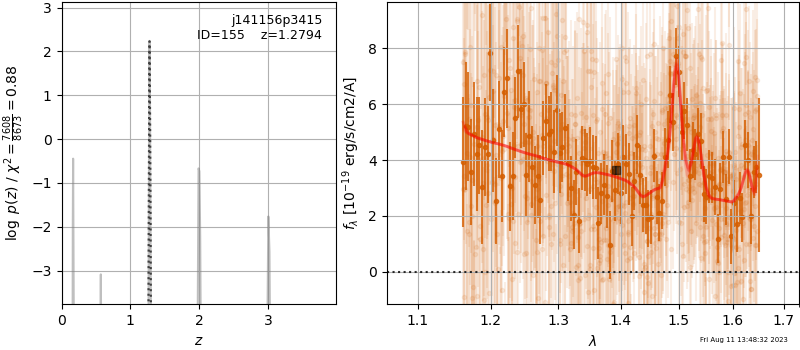 j141156p3415
ID=155 z=1.2794
log p(z) / χ² = 7608/8673 = 0.88
3
2
1
0
−1
−2
−3
0 1 2 3
z
f_λ [10⁻¹⁹ erg/s/cm2/A]
8
6
4
2
0
1.1 1.2 1.3 1.4 1.5 1.6 1.7
λ
Fri Aug 11 13:48:32 2023